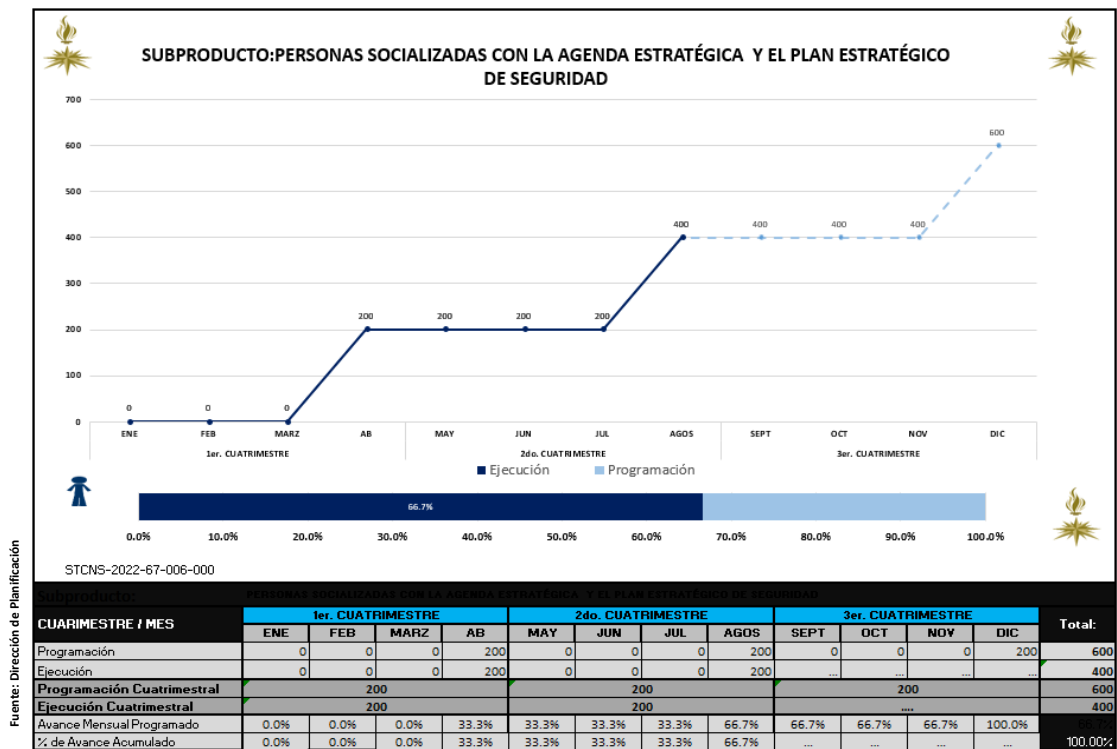 SUBPRODUCTO:PERSONAS SOCIALIZADAS CON LA AGENDA ESTRATÉGICA Y EL PLAN ESTRATÉGICO
DE SEGURIDAD
700
600
500
400
300
200
100
0
0 0 0 200 200 200 200 400 400 400 400 600
ENE FEB MARZ AB MAY JUN JUL AGOS SEPT OCT NOV DIC
1er. CUATRIMESTRE 2do. CUATRIMESTRE 3er. CUATRIMESTRE
Ejecución Programación
66.7%
0.0% 10.0% 20.0% 30.0% 40.0% 50.0% 60.0% 70.0% 80.0% 90.0% 100.0%
STCNS-2022-67-006-000
Fuente: Dirección de Planificación
Subproducto: PERSONAS SOCIALIZADAS CON LA AGENDA ESTRATÉGICA Y EL PLAN ESTRATÉGICO DE SEGURIDAD
CUARIMESTRE / MES 1er. CUATRIMESTRE 2do. CUATRIMESTRE 3er. CUATRIMESTRE Total:
ENE FEB MARZ AB MAY JUN JUL AGOS SEPT OCT NOV DIC
Programación 0 0 0 200 0 0 0 200 0 0 0 200 600
Ejecución 0 0 0 200 0 0 0 200 ... ... ... ... 400
Programación Cuatrimestral 200 200 200 600
Ejecución Cuatrimestral 200 200 .... 400
Avance Mensual Programado 0.0% 0.0% 0.0% 33.3% 33.3% 33.3% 33.3% 66.7% 66.7% 66.7% 66.7% 100.0% 66.7%
% de Avance Acumulado 0.0% 0.0% 0.0% 33.3% 33.3% 33.3% 33.3% 66.7% ... ... ... ... 100.00%